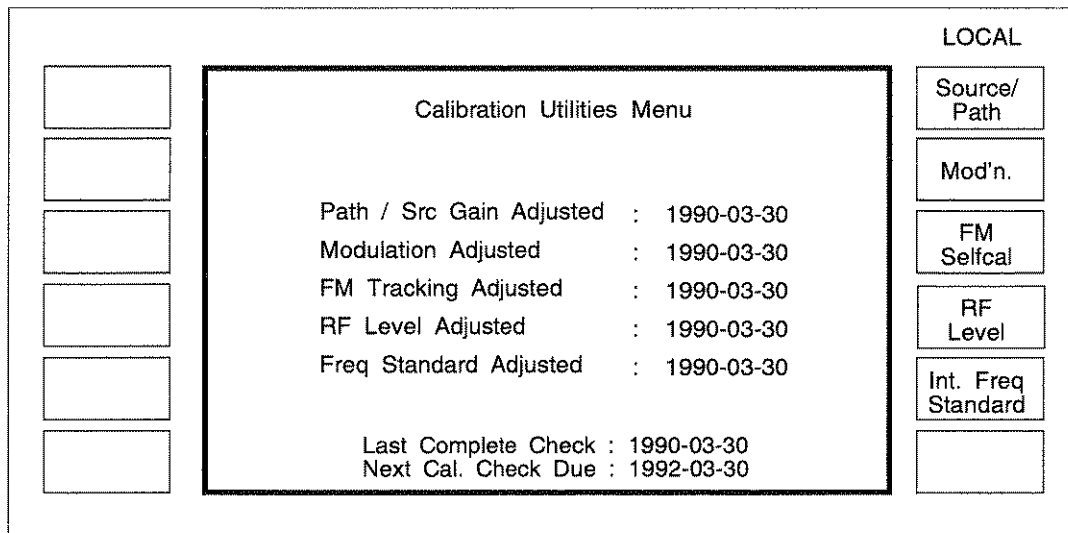 LOCAL
Calibration Utilities Menu
Path / Src Gain Adjusted : 1990-03-30
Modulation Adjusted : 1990-03-30
FM Tracking Adjusted : 1990-03-30
RF Level Adjusted : 1990-03-30
Freq Standard Adjusted : 1990-03-30
Last Complete Check : 1990-03-30
Next Cal. Check Due : 1992-03-30
Source/
Path
Mod'n.
FM
Selfcal
RF
Level
Int. Freq
Standard